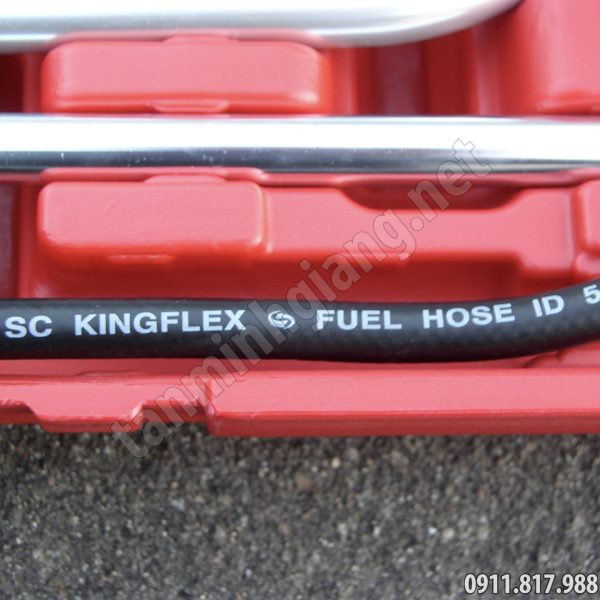 SC KINGFLEX FUEL HOSE ID 5
tanminhgiang.net
0911.817.988